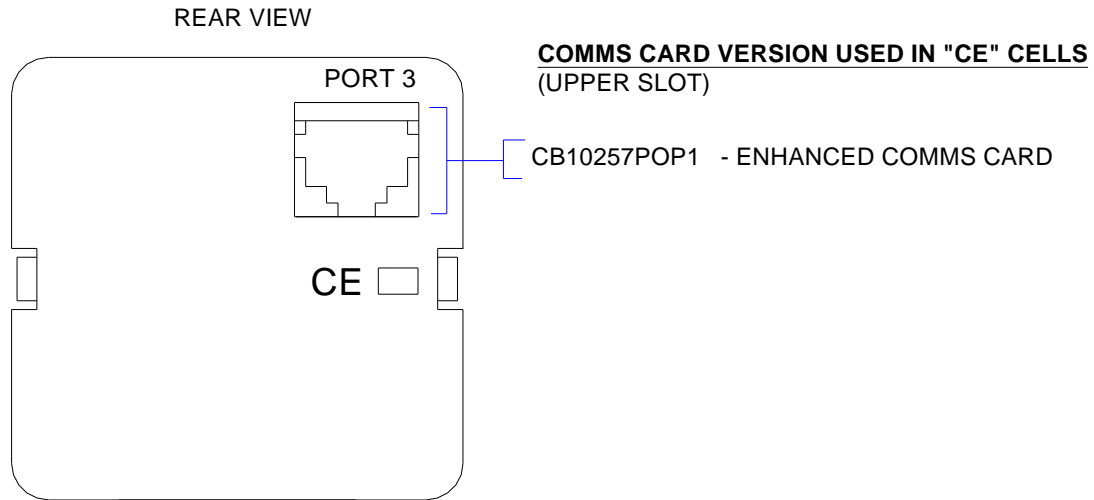 REAR VIEW
COMMS CARD VERSION USED IN "CE" CELLS
(UPPER SLOT)
PORT 3
CB10257POP1 - ENHANCED COMMS CARD
CE